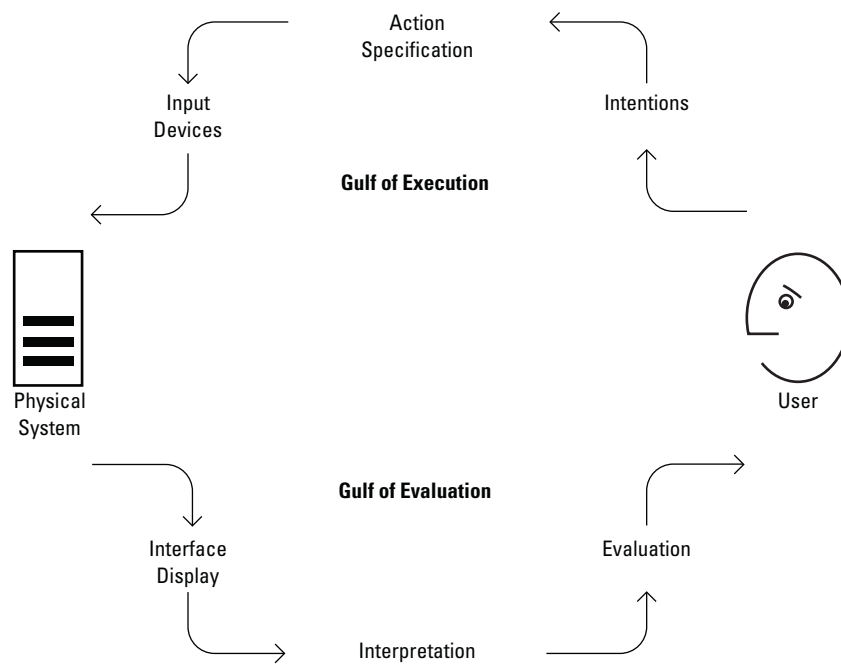 Action
Specification
Input
Devices
Intentions
Gulf of Execution
Physical
System
User
Gulf of Evaluation
Interface
Display
Evaluation
Interpretation